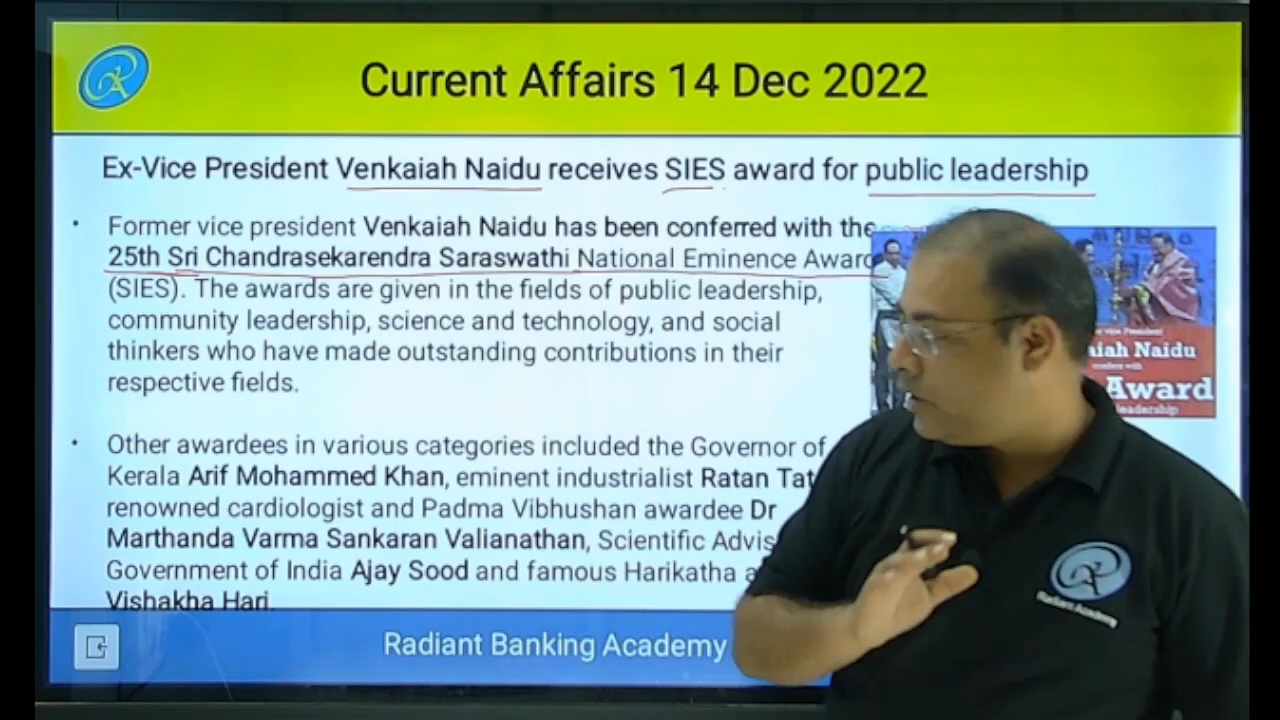 Current Affairs 14 Dec 2022
Ex-Vice President Venkaiah Naidu receives SIES award for public leadership
Former vice president Venkaiah Naidu has been conferred with the
25th Sri Chandrasekarendra Saraswathi National Eminence Award
(SIES). The awards are given in the fields of public leadership,
community leadership, science and technology, and social
thinkers who have made outstanding contributions in their
respective fields.
vice President
aiah Naidu
Award
leadership
Other awardees in various categories included the Governor of
Kerala Arif Mohammed Khan, eminent industrialist Ratan Tat
renowned cardiologist and Padma Vibhushan awardee Dr
Marthanda Varma Sankaran Valianathan, Scientific Advis
Government of India Ajay Sood and famous Harikatha a
Vishakha Hari.
Radiant Academy
Radiant Banking Academy